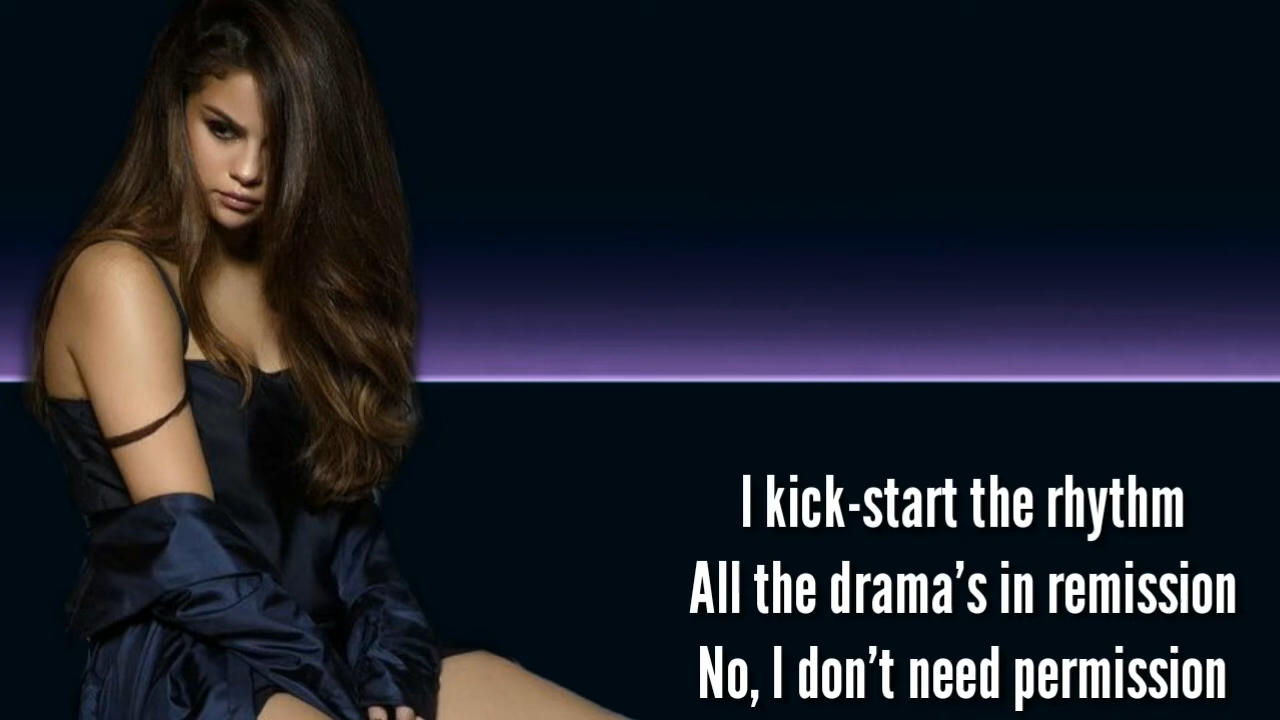 I kick-start the rhythm
All the drama’s in remission
No, I don’t need permission